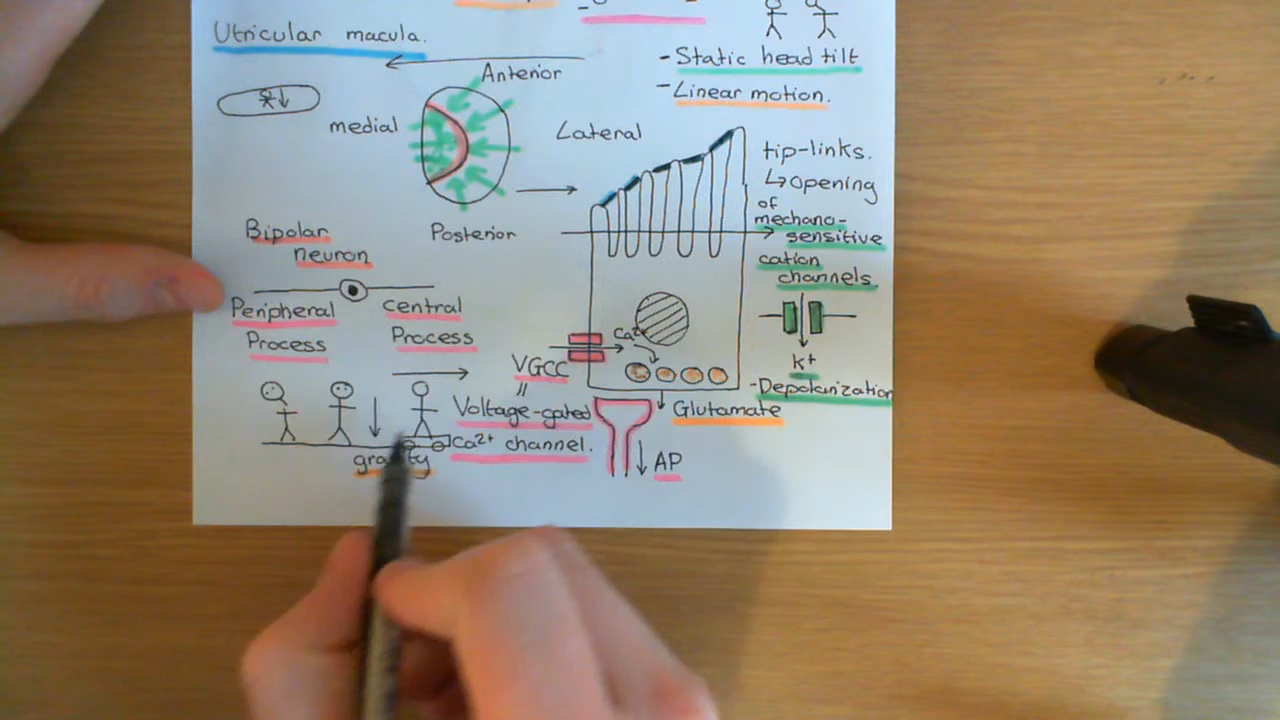 Utricular macula.
Anterior
medial
Lateral
Posterior
- Static head tilt
- Linear motion.
tip-links.
↳opening
of
mechano-
sensitive
cation
channels.
K+
-Depolarization
Bipolar
neuron
Peripheral
Process
central
Process
Ca2+
VGCC
=
Voltage-gated
Ca2+ channel.
Glutamate
AP
gravity